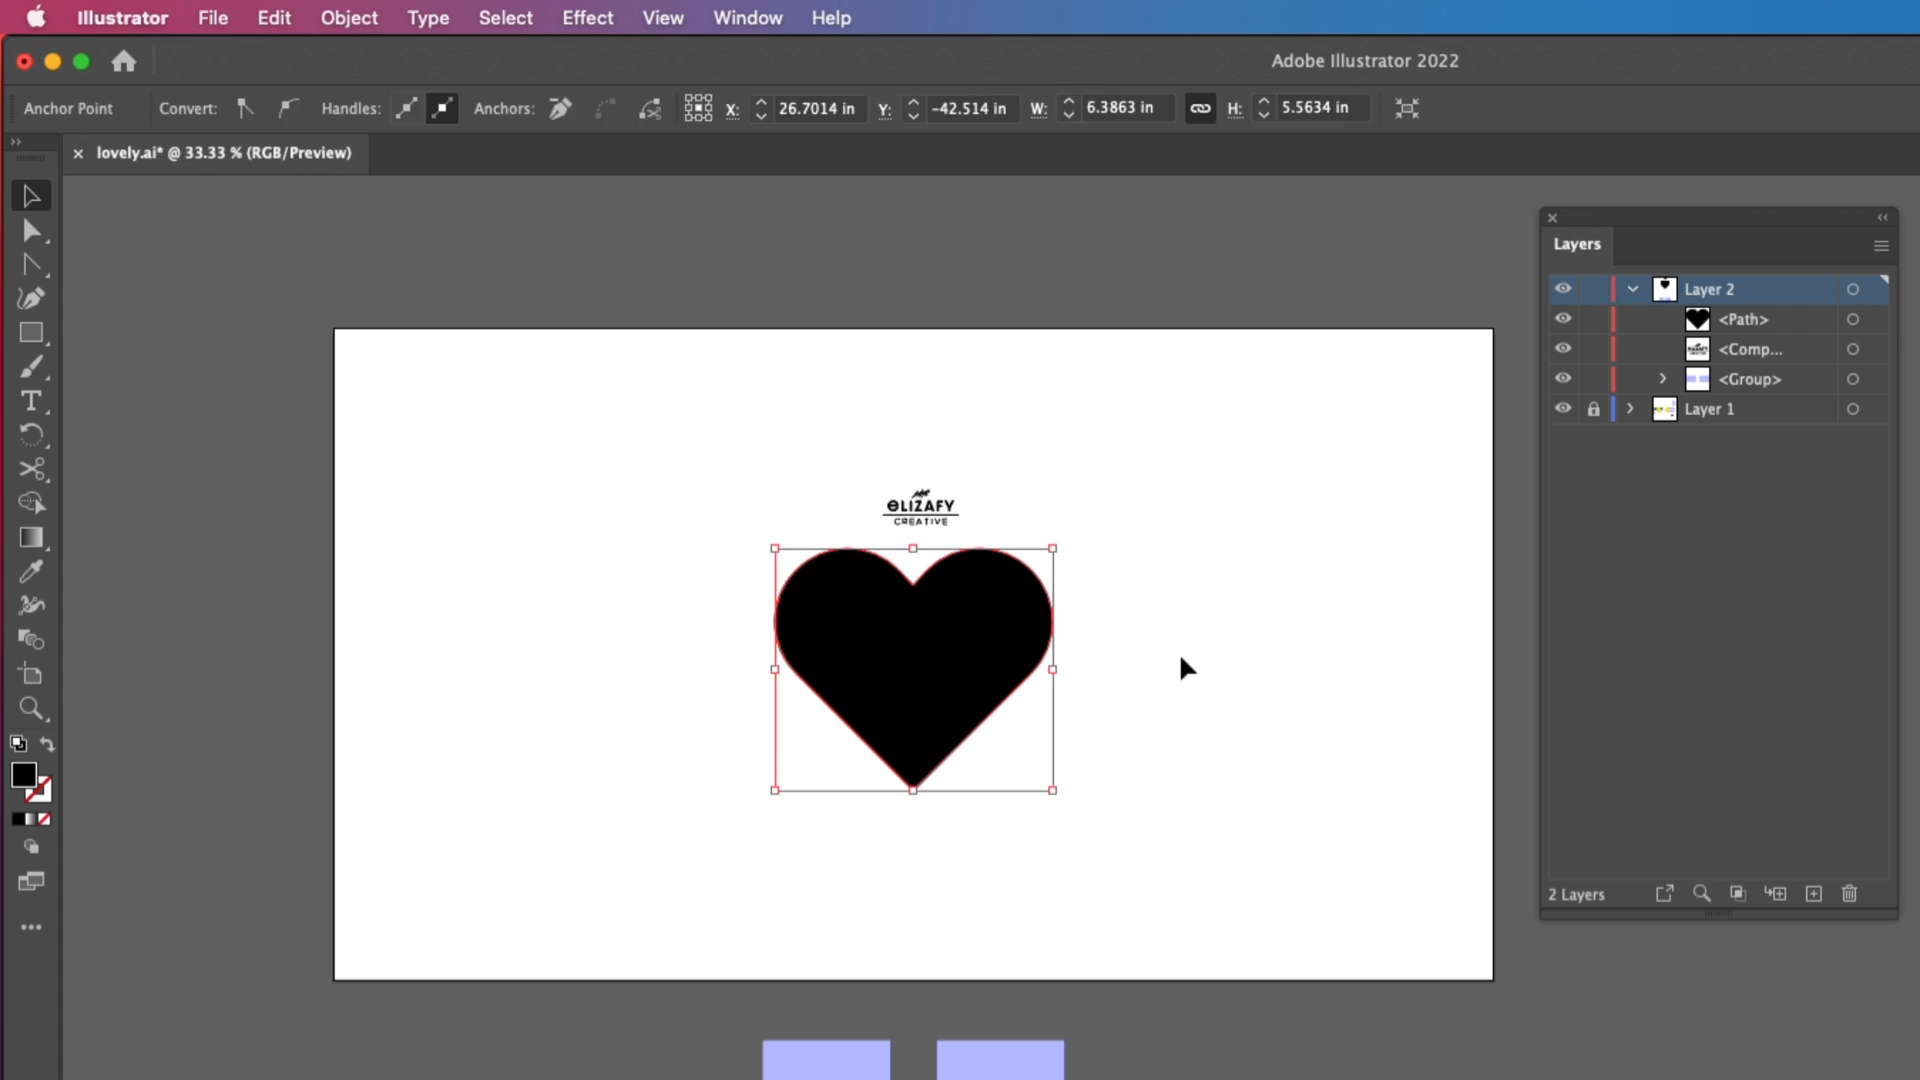 Illustrator File Edit Object Type Select Effect View Window Help
Adobe Illustrator 2022
Anchor Point Convert: Handles: Anchors: X: 26.7014 in Y: -42.514 in W: 6.3863 in H: 5.5634 in
lovely.ai* @ 33.33 % (RGB/Preview)
Layers
Layer 2
<Path>
<Comp...
<Group>
Layer 1
ƟLIZAFY
CREATIVE
2 Layers